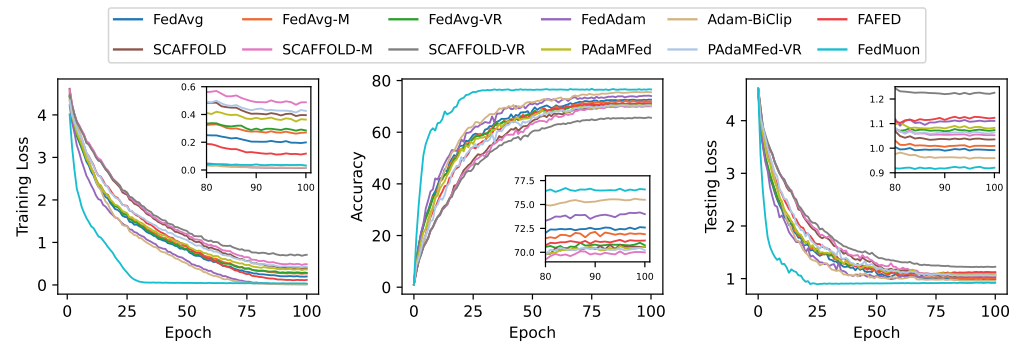 FedAvg FedAvg-M FedAvg-VR FedAdam Adam-BiClip FAFED
SCAFFOLD SCAFFOLD-M SCAFFOLD-VR PAdaMFed PAdaMFed-VR FedMuon
Training Loss
4
3
2
1
0
0 25 50 75 100
Epoch
0.6
0.4
0.2
0.0
80 90 100
Accuracy
80
60
40
20
0
0 25 50 75 100
Epoch
77.5
75.0
72.5
70.0
80 90 100
Testing Loss
4
3
2
1
0 25 50 75 100
Epoch
1.2
1.1
1.0
0.9
80 90 100